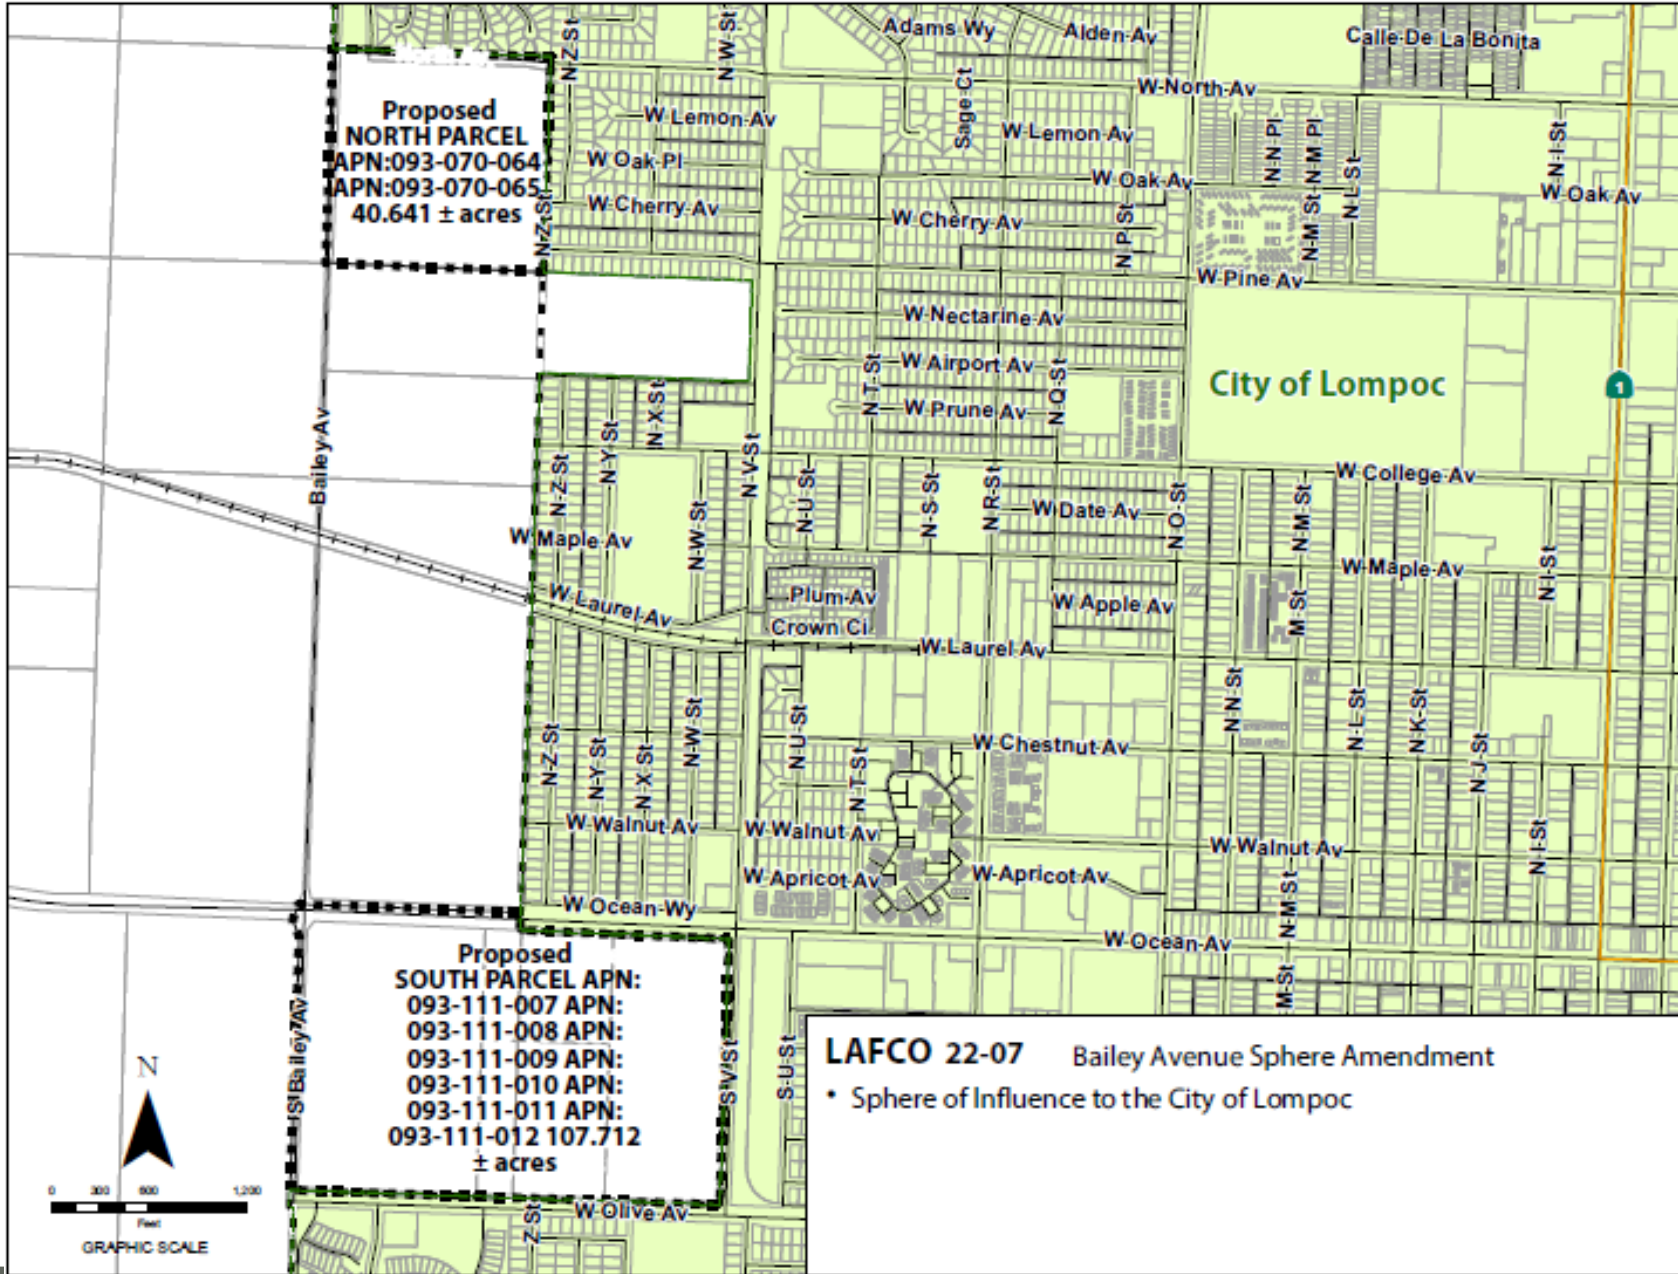 Adams Wy
Alden Av
Calle De La Bonita
N Z St
N W St
North Av
W North Av
Proposed
NORTH PARCEL
APN:093-070-064
APN:093-070-065
40.641 ± acres
W Lemon Av
Sage Ct
W Lemon Av
N N Pl
N M Pl
N I St
W Oak Pl
W Oak Av
N L St
W Oak Av
W Cherry Av
W Cherry Av
N Z St
N P St
N M St
W Pine Av
W Nectarine Av
W Airport Av
N T St
N Q St
City of Lompoc
1
W Prune Av
Bailey Av
N X St
N Y St
N V St
W College Av
N Z St
N W St
N U St
N S St
N R St
W Date Av
N O St
N M St
W Maple Av
W Maple Av
N I St
W Laurel Av
Plum Av
W Apple Av
M St
Crown Ci
W Laurel Av
N Z St
N Y St
N X St
N W St
N U St
N T St
W Chestnut Av
N N St
N L St
N K St
N J St
W Walnut Av
W Walnut Av
W Walnut Av
N I St
W Apricot Av
W Apricot Av
N M St
W Ocean Wy
W Ocean Av
M St
Proposed
SOUTH PARCEL APN:
093-111-007 APN:
093-111-008 APN:
093-111-009 APN:
093-111-010 APN:
093-111-011 APN:
093-111-012 107.712
± acres
S Bailey Av
S V St
S U St
Z St
W Olive Av
N
0 300 600 1,200
Feet
GRAPHIC SCALE
LAFCO 22-07 Bailey Avenue Sphere Amendment
• Sphere of Influence to the City of Lompoc